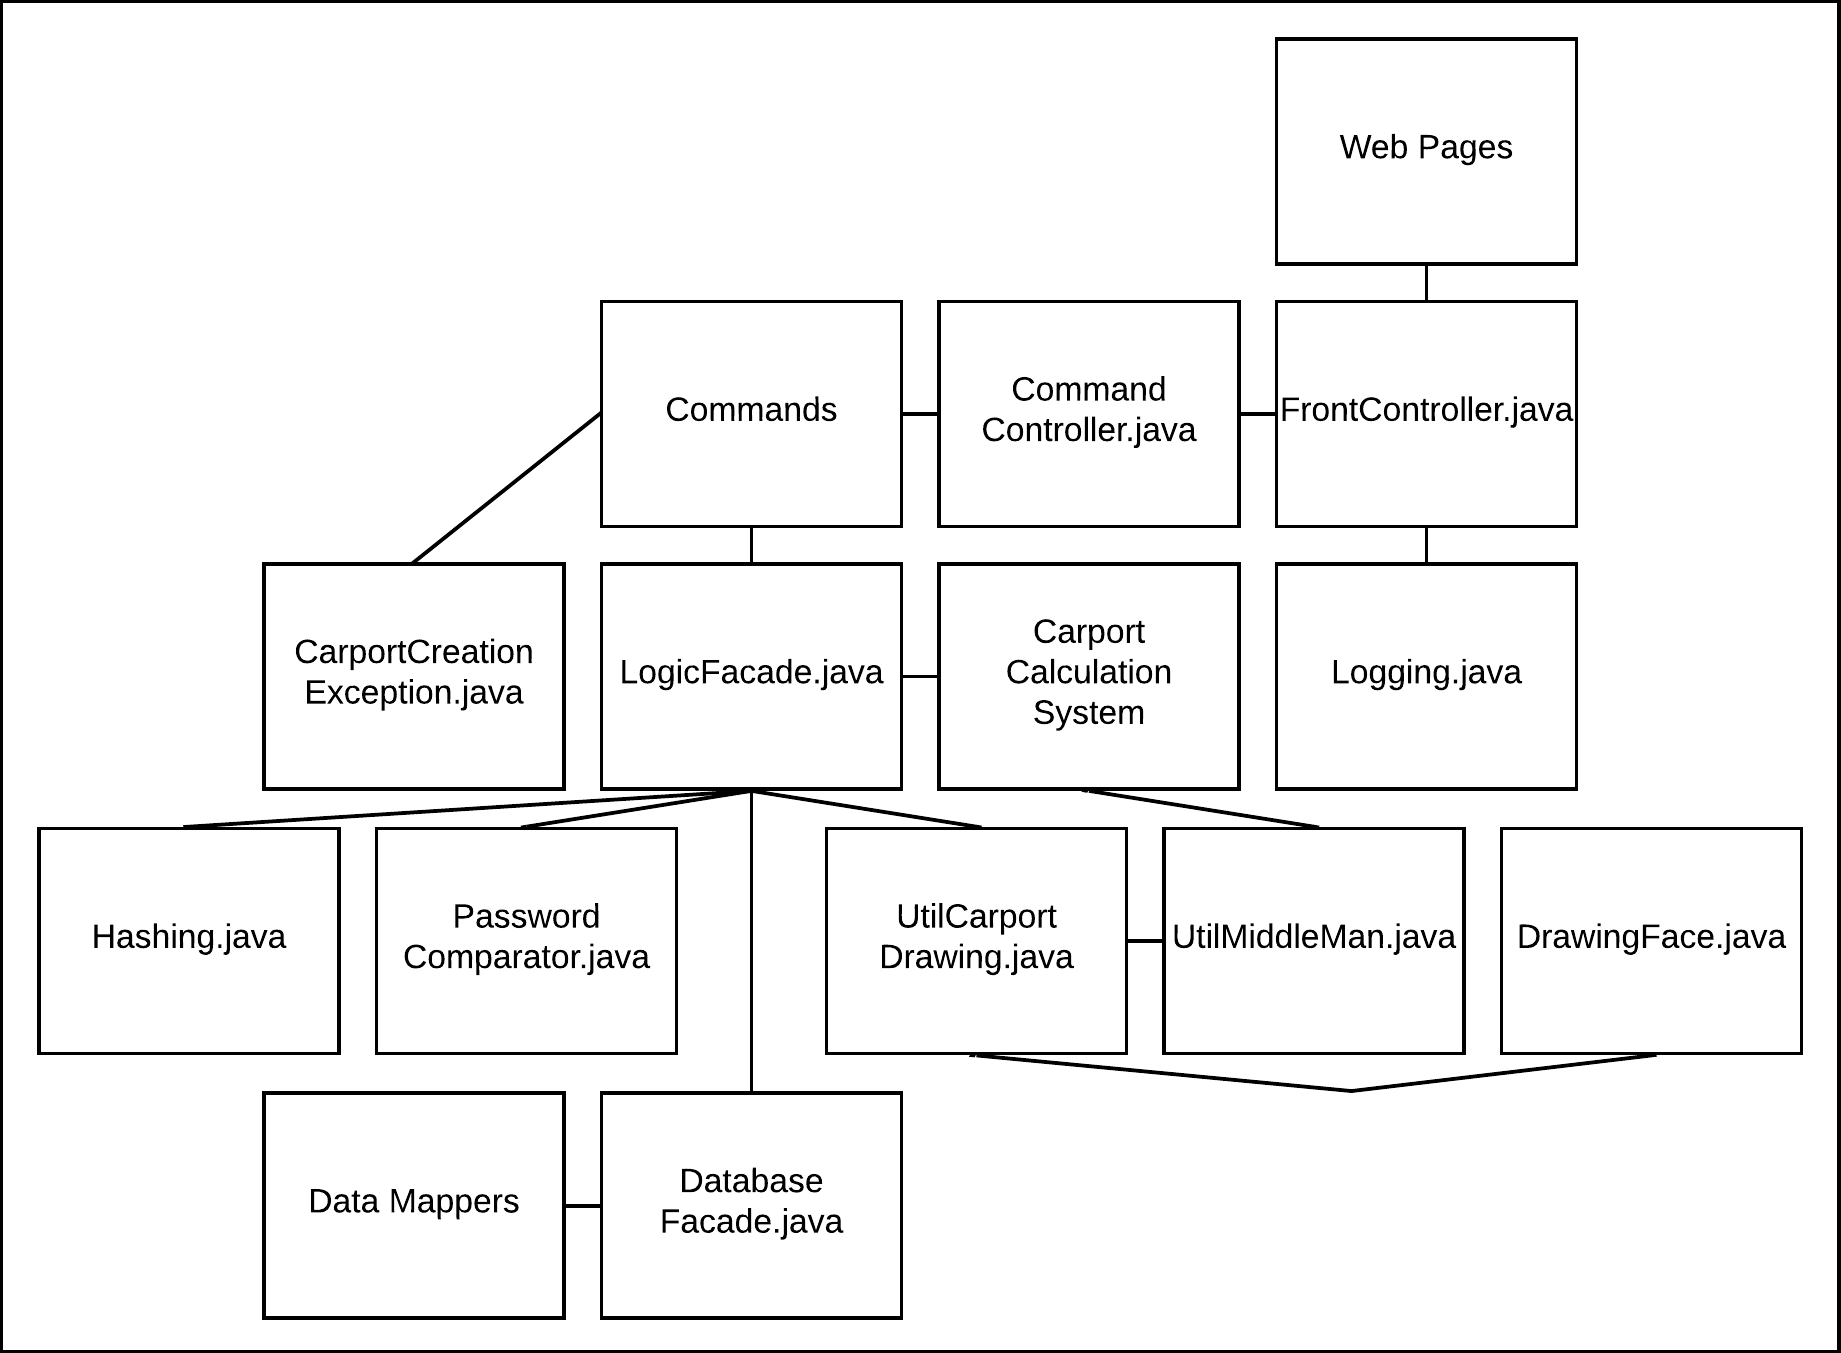 Web Pages
Commands
Command
Controller.java
FrontController.java
CarportCreation
Exception.java
LogicFacade.java
Carport
Calculation
System
Logging.java
Hashing.java
Password
Comparator.java
UtilCarport
Drawing.java
UtilMiddleMan.java
DrawingFace.java
Data Mappers
Database
Facade.java